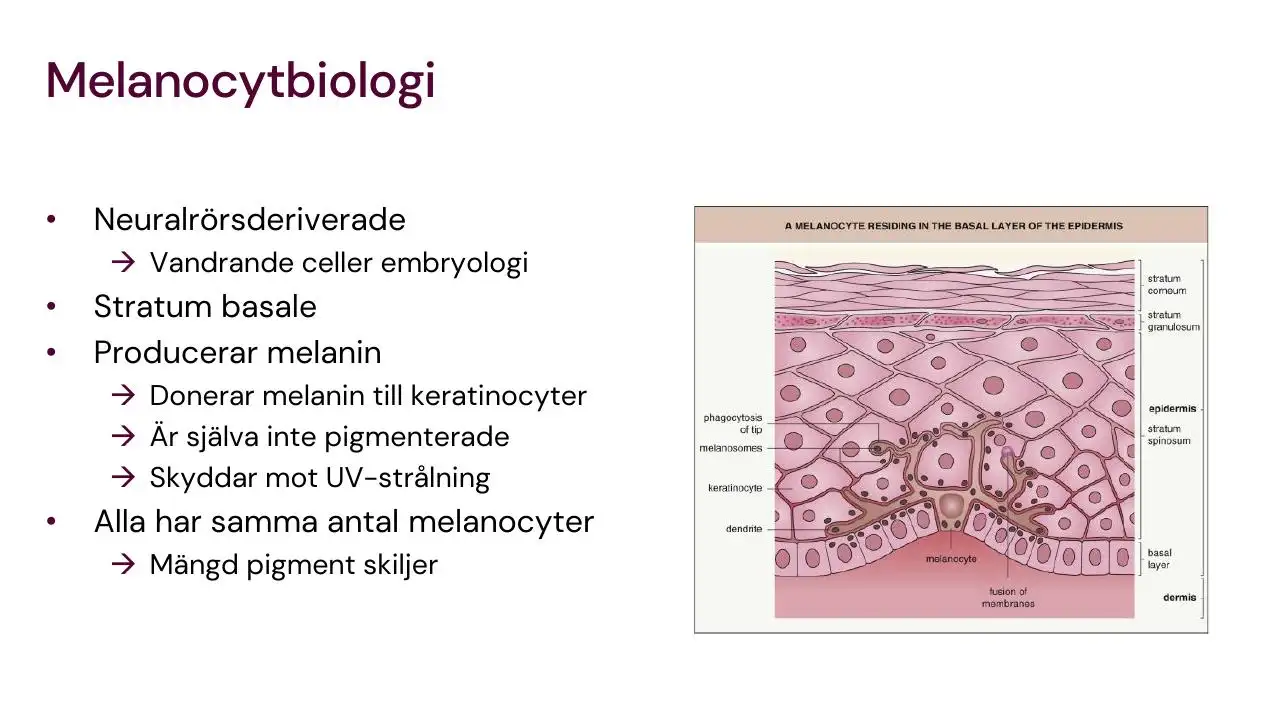 Melanocytbiologi
• Neuralrörsderiverade
→ Vandrande celler embryologi
• Stratum basale
• Producerar melanin
→ Donerar melanin till keratinocyter
→ Är själva inte pigmenterade
→ Skyddar mot UV-strålning
• Alla har samma antal melanocyter
→ Mängd pigment skiljer
A MELANOCYTE RESIDING IN THE BASAL LAYER OF THE EPIDERMIS
stratum
corneum
stratum
granulosum
epidermis
stratum
spinosum
basal
layer
dermis
phagocytosis
of tip
melanosomes
keratinocyte
dendrite
melanocyte
fusion of
membranes